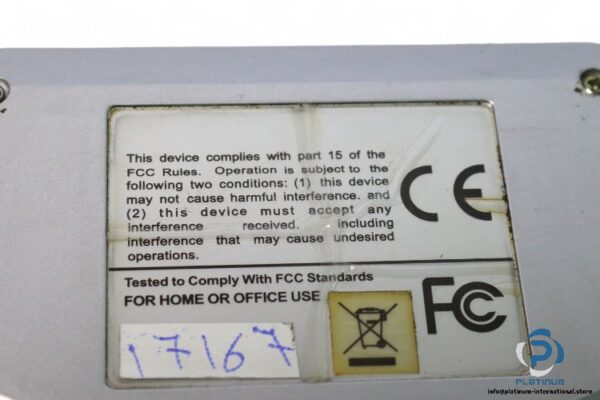 This device complies with part 15 of the
FCC Rules. Operation is subject to the
following two conditions: (1) this device
may not cause harmful interference. and
(2) this device must accept any
interference received. including
interference that may cause undesired
operations.
CE
Tested to Comply With FCC Standards
FOR HOME OR OFFICE USE
FC
17167
PLATINUM
info@platinum-international.store